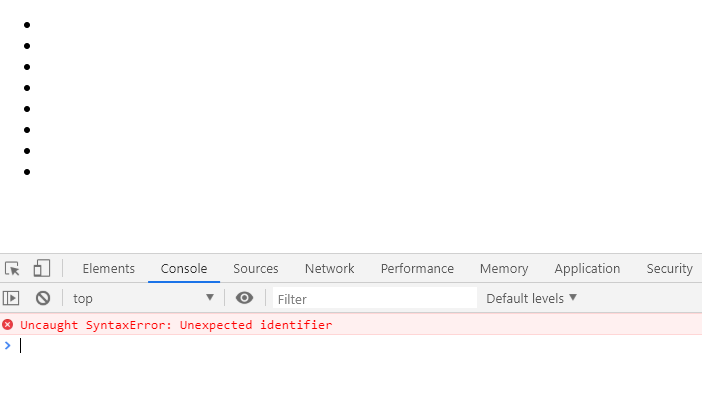 Elements Console Sources Network Performance Memory Application Security
top Filter Default levels
Uncaught SyntaxError: Unexpected identifier